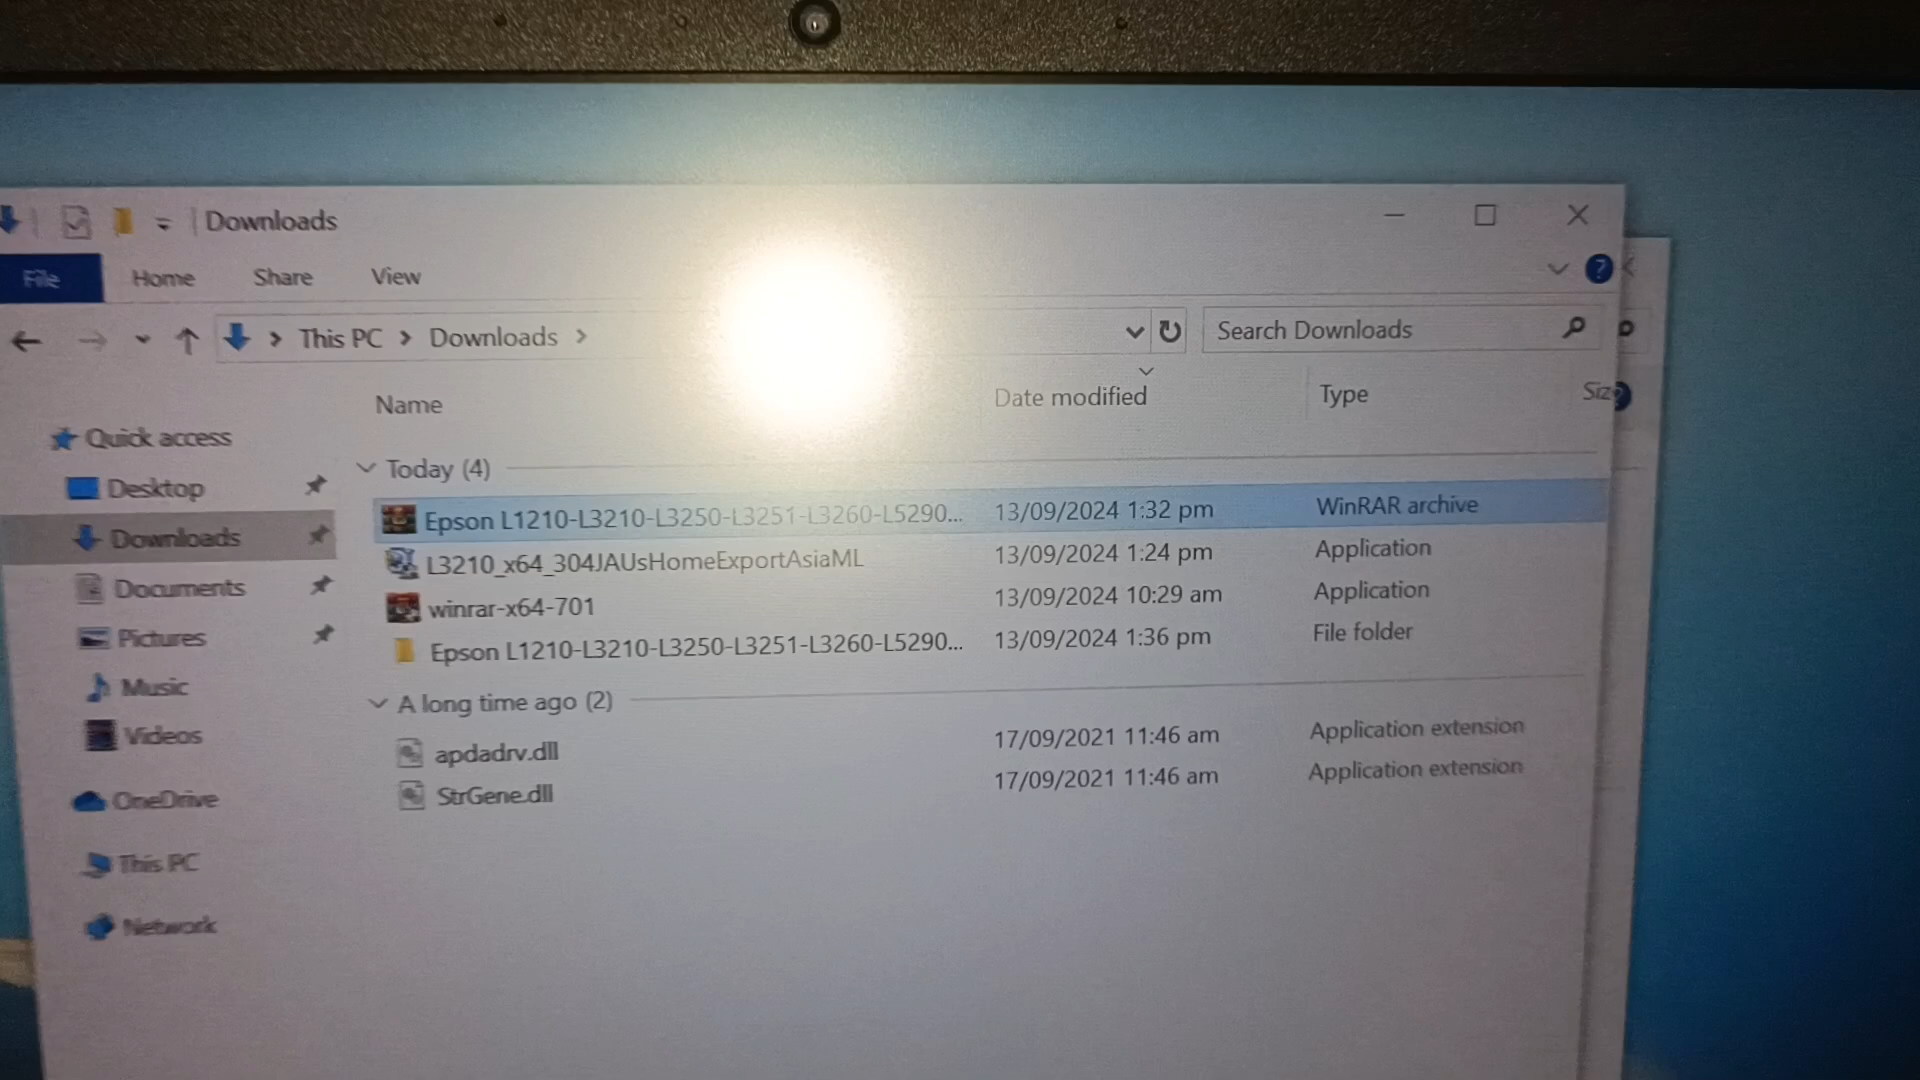 Downloads
File Home Share View
This PC Downloads
Search Downloads
Name Date modified Type Siz
Quick access
Desktop
Downloads
Documents
Pictures
Music
Videos
OneDrive
This PC
Network
Today (4)
Epson L1210-L3210-L3250-L3251-L3260-L5290... 13/09/2024 1:32 pm WinRAR archive
L3210_x64_304JAUsHomeExportAsiaML 13/09/2024 1:24 pm Application
winrar-x64-701 13/09/2024 10:29 am Application
Epson L1210-L3210-L3250-L3251-L3260-L5290... 13/09/2024 1:36 pm File folder
A long time ago (2)
apdadrv.dll 17/09/2021 11:46 am Application extension
StrGene.dll 17/09/2021 11:46 am Application extension